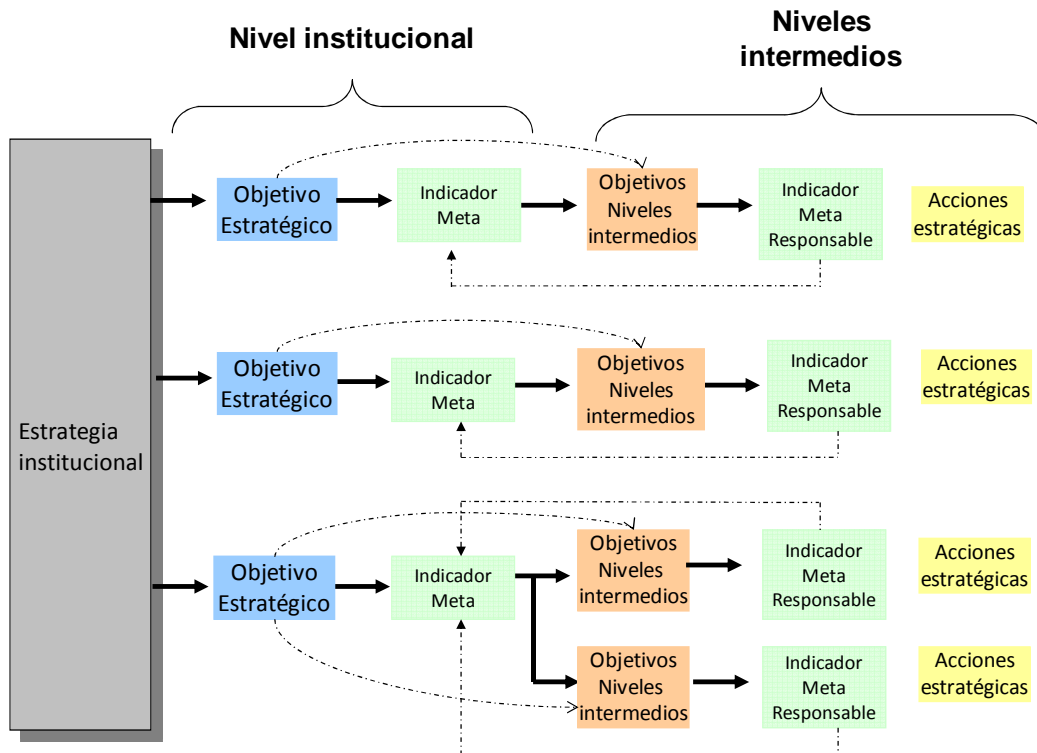 Nivel institucional
Niveles
intermedios
Objetivo
Estratégico
Indicador
Meta
Objetivos
Niveles
intermedios
Indicador
Meta
Responsable
Acciones
estratégicas
Objetivo
Estratégico
Indicador
Meta
Objetivos
Niveles
intermedios
Indicador
Meta
Responsable
Acciones
estratégicas
Estrategia
institucional
Objetivo
Estratégico
Indicador
Meta
Objetivos
Niveles
intermedios
Indicador
Meta
Responsable
Acciones
estratégicas
Objetivos
Niveles
intermedios
Indicador
Meta
Responsable
Acciones
estratégicas